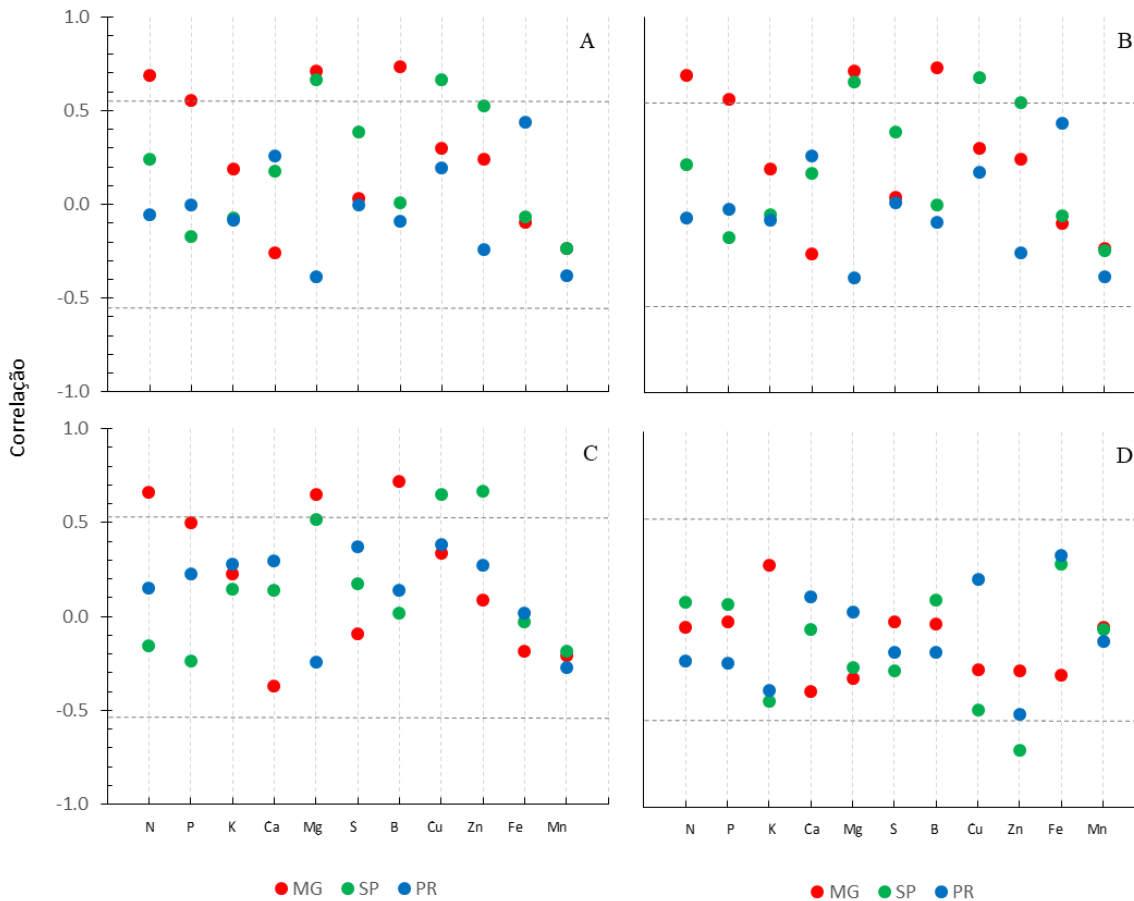 1.0
0.5
0.0
-0.5
-1.0
A
B
Correlação
1.0
0.5
0.0
-0.5
-1.0
C
D
N P K Ca Mg S B Cu Zn Fe Mn
N P K Ca Mg S B Cu Zn Fe Mn
MG SP PR
MG SP PR